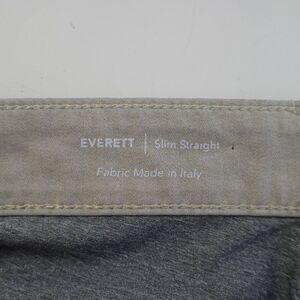 EVERETT | Slim Straight
Fabric Made in Italy